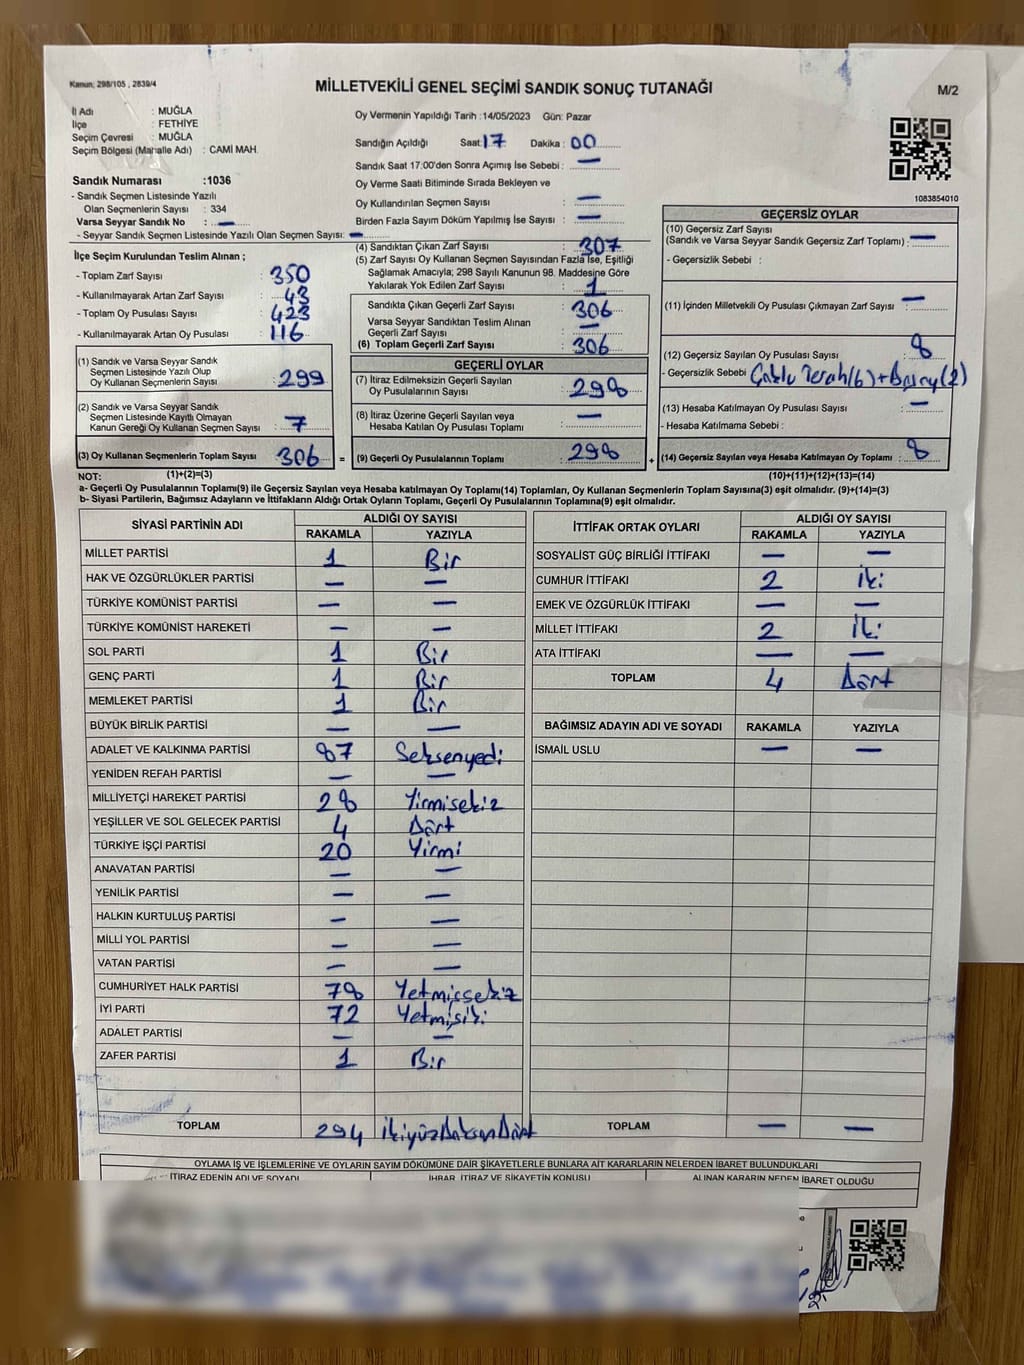 Kanun; 298/105 , 2839/4
MİLLETVEKİLİ GENEL SEÇİMİ SANDIK SONUÇ TUTANAĞI
M/2
İl Adı : MUĞLA
İlçe : FETHİYE
Seçim Çevresi : MUĞLA
Seçim Bölgesi (Mahalle Adı) : CAMİ MAH.
Oy Vermenin Yapıldığı Tarih :14/05/2023 Gün: Pazar
Sandığın Açıldığı Saat:17 Dakika : 00
Sandık Saat 17:00'den Sonra Açılmış İse Sebebi : —
Oy Verme Saati Bitiminde Sırada Bekleyen ve
Oy Kullandırılan Seçmen Sayısı : —
Birden Fazla Sayım Döküm Yapılmış İse Sayısı : —
1083854010
Sandık Numarası :1036
- Sandık Seçmen Listesinde Yazılı
Olan Seçmenlerin Sayısı : 334
Varsa Seyyar Sandık No : —
- Seyyar Sandık Seçmen Listesinde Yazılı Olan Seçmen Sayısı: —
İlçe Seçim Kurulundan Teslim Alınan ;
- Toplam Zarf Sayısı : 350
- Kullanılmayarak Artan Zarf Sayısı : 43
- Toplam Oy Pusulası Sayısı : 423
- Kullanılmayarak Artan Oy Pusulası : 116
(1) Sandık ve Varsa Seyyar Sandık
Seçmen Listesinde Yazılı Olup
Oy Kullanan Seçmenlerin Sayısı : 299
(2) Sandık ve Varsa Seyyar Sandık
Seçmen Listesinde Kayıtlı Olmayan
Kanun Gereği Oy Kullanan Seçmen Sayısı : 7
(3) Oy Kullanan Seçmenlerin Toplam Sayısı : 306 =
(4) Sandıktan Çıkan Zarf Sayısı : 307
(5) Zarf Sayısı Oy Kullanan Seçmen Sayısından Fazla İse, Eşitliği
Sağlamak Amacıyla; 298 Sayılı Kanunun 98. Maddesine Göre
Yakılarak Yok Edilen Zarf Sayısı : 1
Sandıkta Çıkan Geçerli Zarf Sayısı : 306
Varsa Seyyar Sandıktan Teslim Alınan
Geçerli Zarf Sayısı : —
(6) Toplam Geçerli Zarf Sayısı : 306
GEÇERLİ OYLAR
(7) İtiraz Edilmeksizin Geçerli Sayılan
Oy Pusulalarının Sayısı : 298
(8) İtiraz Üzerine Geçerli Sayılan veya
Hesaba Katılan Oy Pusulası Toplamı : —
(9) Geçerli Oy Pusulalarının Toplamı : 298 +
GEÇERSİZ OYLAR
(10) Geçersiz Zarf Sayısı
(Sandık ve Varsa Seyyar Sandık Geçersiz Zarf Toplamı) : —
- Geçersizlik Sebebi :
(11) İçinden Milletvekili Oy Pusulası Çıkmayan Zarf Sayısı : —
(12) Geçersiz Sayılan Oy Pusulası Sayısı : 8
- Geçersizlik Sebebi : Çoklu Tercih(6)+Boş oy(2)
(13) Hesaba Katılmayan Oy Pusulası Sayısı : —
- Hesaba Katılmama Sebebi :
(14) Geçersiz Sayılan veya Hesaba Katılmayan Oy Toplamı : 8
NOT: (1)+(2)=(3) (10)+(11)+(12)+(13)=(14)
a- Geçerli Oy Pusulalarının Toplamı(9) ile Geçersiz Sayılan veya Hesaba katılmayan Oy Toplamı(14) Toplamları, Oy Kullanan Seçmenlerin Toplam Sayısına(3) eşit olmalıdır. (9)+(14)=(3)
b- Siyasi Partilerin, Bağımsız Adayların ve İttifakların Aldığı Ortak Oyların Toplamı, Geçerli Oy Pusulalarının Toplamına(9) eşit olmalıdır.
SİYASİ PARTİNİN ADI ALDIĞI OY SAYISI
RAKAMLA YAZIYLA
MİLLET PARTİSİ 1 Bir
HAK VE ÖZGÜRLÜKLER PARTİSİ — —
TÜRKİYE KOMÜNİST PARTİSİ — —
TÜRKİYE KOMÜNİST HAREKETİ — —
SOL PARTİ 1 Bir
GENÇ PARTİ 1 Bir
MEMLEKET PARTİSİ 1 Bir
BÜYÜK BİRLİK PARTİSİ — —
ADALET VE KALKINMA PARTİSİ 87 Seksenyedi
YENİDEN REFAH PARTİSİ — —
MİLLİYETÇİ HAREKET PARTİSİ 28 Yirmisekiz
YEŞİLLER VE SOL GELECEK PARTİSİ 4 Dört
TÜRKİYE İŞÇİ PARTİSİ 20 Yirmi
ANAVATAN PARTİSİ — —
YENİLİK PARTİSİ — —
HALKIN KURTULUŞ PARTİSİ — —
MİLLİ YOL PARTİSİ — —
VATAN PARTİSİ — —
CUMHURİYET HALK PARTİSİ 78 Yetmişsekiz
İYİ PARTİ 72 Yetmişiki
ADALET PARTİSİ — —
ZAFER PARTİSİ 1 Bir
TOPLAM 294 İkiyüzDoksanDört
İTTİFAK ORTAK OYLARI ALDIĞI OY SAYISI
RAKAMLA YAZIYLA
SOSYALİST GÜÇ BİRLİĞİ İTTİFAKI — —
CUMHUR İTTİFAKI 2 İki
EMEK VE ÖZGÜRLÜK İTTİFAKI — —
MİLLET İTTİFAKI 2 İki
ATA İTTİFAKI — —
TOPLAM 4 Dört
BAĞIMSIZ ADAYIN ADI VE SOYADI RAKAMLA YAZIYLA
İSMAİL USLU — —
TOPLAM — —
OYLAMA İŞ VE İŞLEMLERİNE VE OYLARIN SAYIM DÖKÜMÜNE DAİR ŞİKAYETLERLE BUNLARA AİT KARARLARIN NELERDEN İBARET BULUNDUKLARI
İTİRAZ EDENİN ADI VE SOYADI İHBAR, İTİRAZ VE ŞİKAYETİN KONUSU ALINAN KARARIN NEDEN İBARET OLDUĞU